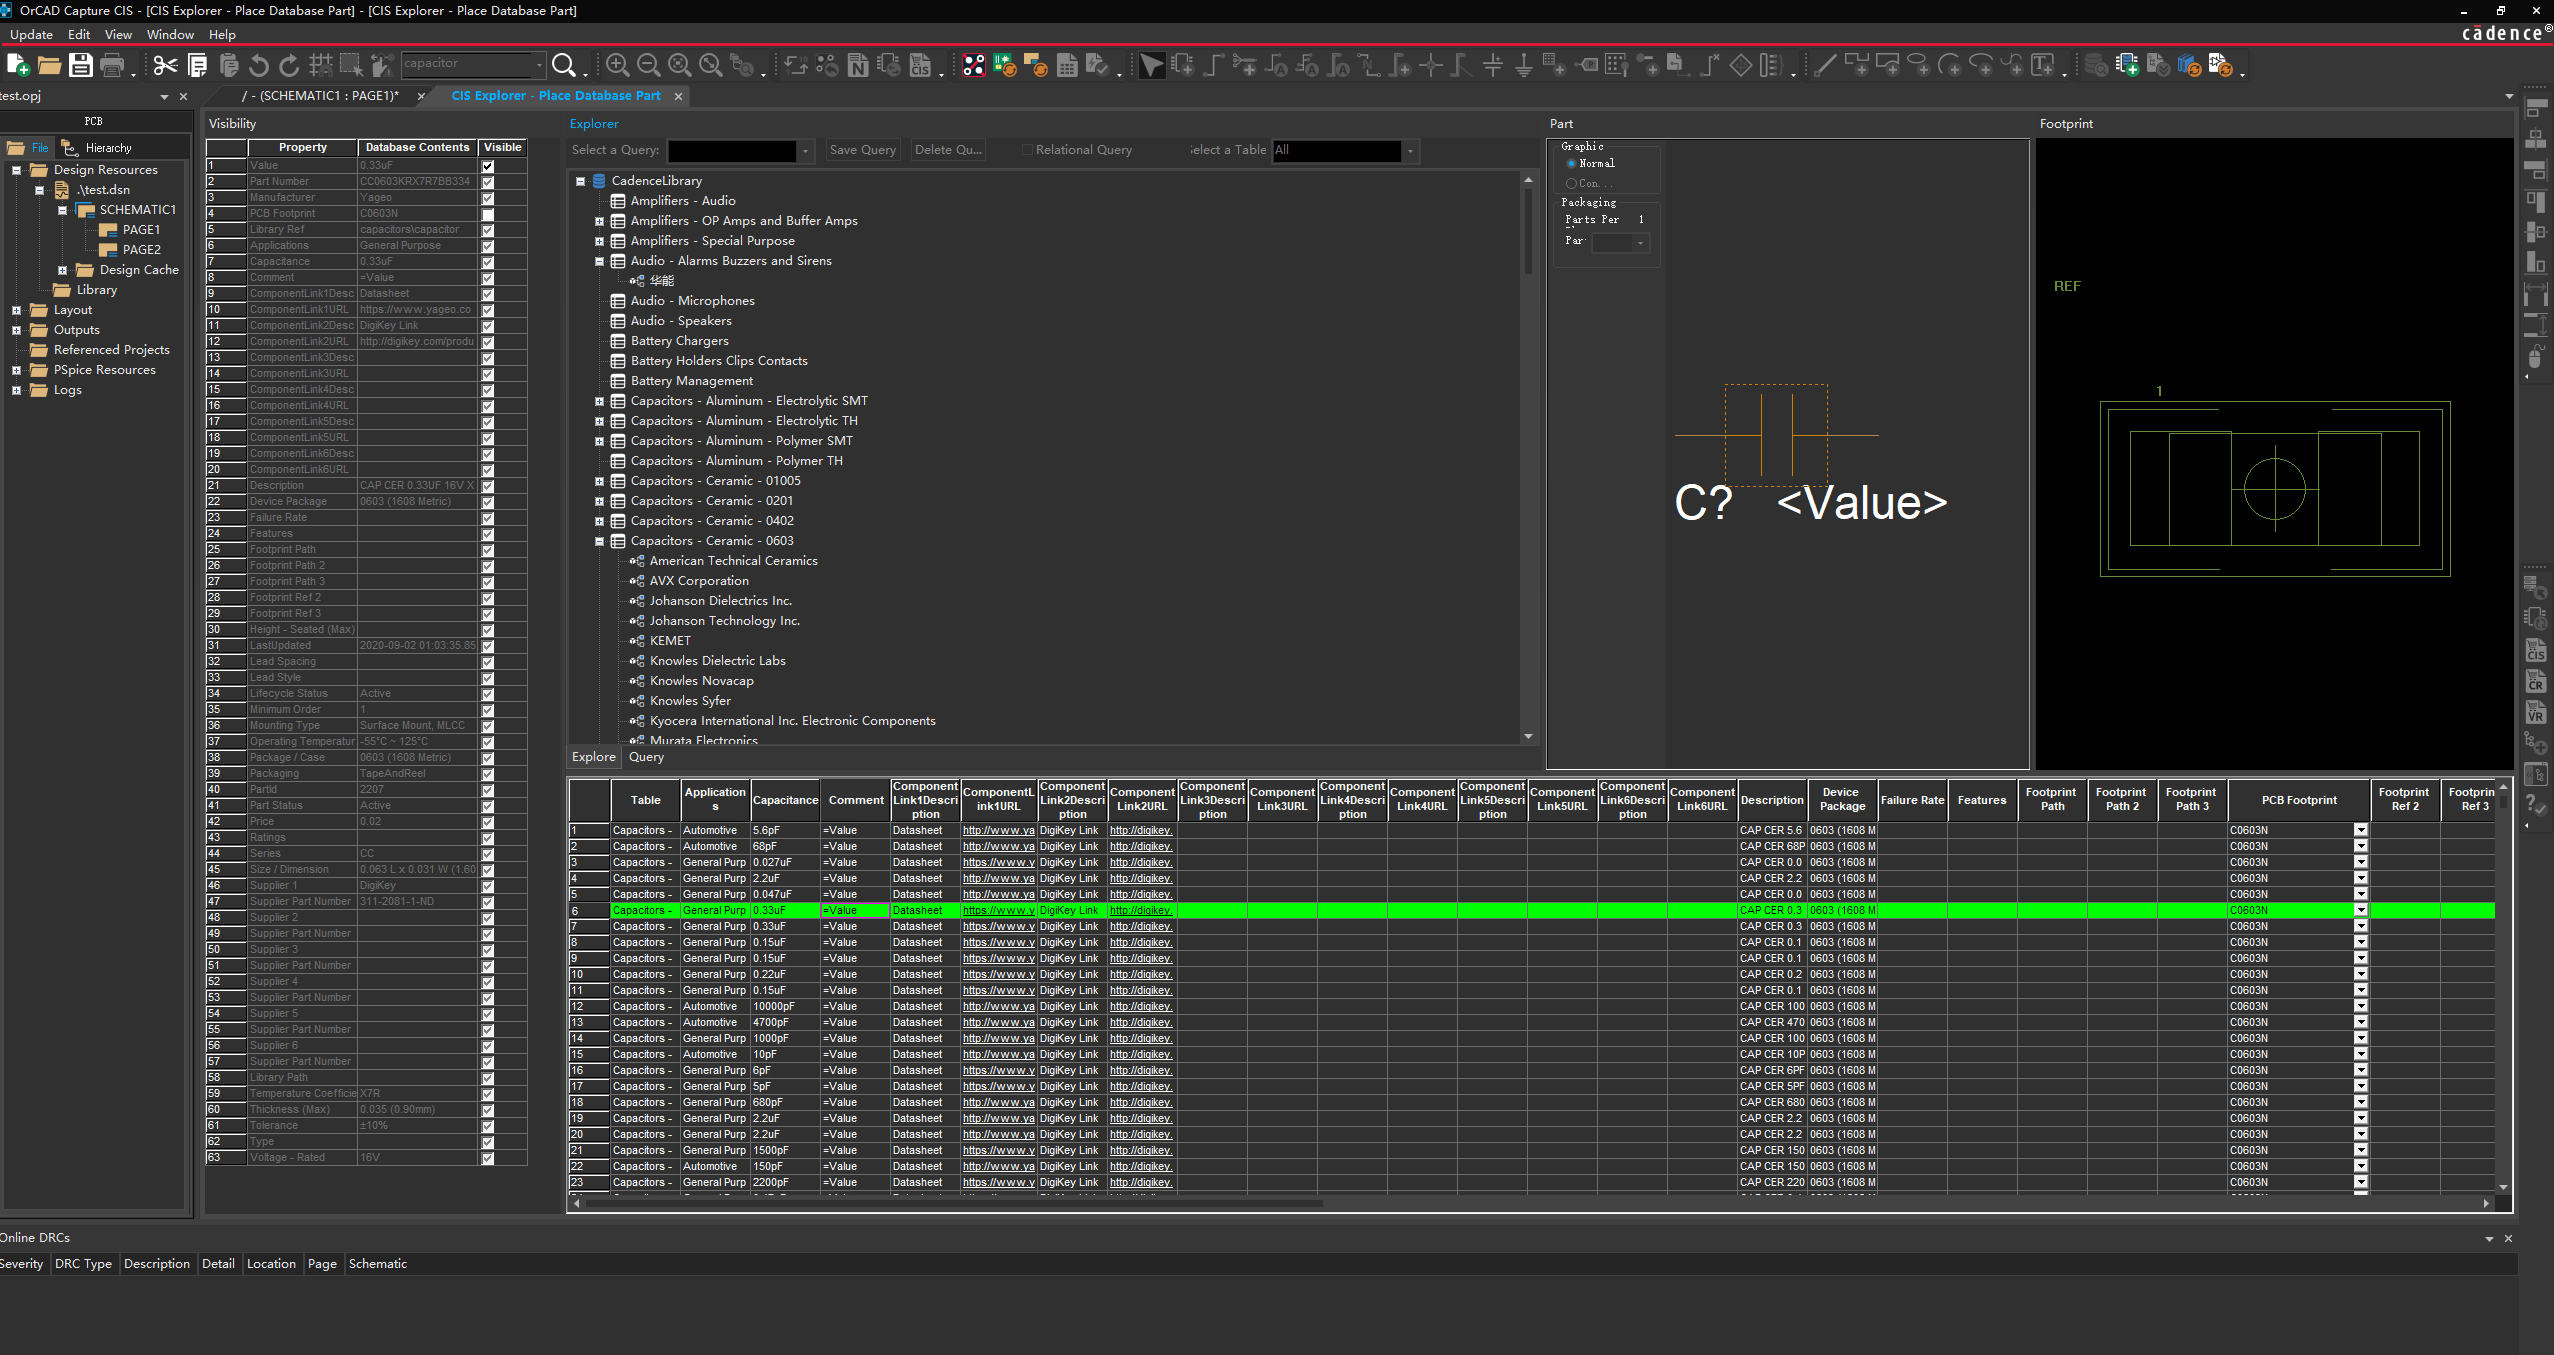 OrCAD Capture CIS - [CIS Explorer - Place Database Part] - [CIS Explorer - Place Database Part]
Update Edit View Window Help
cādence®
capacitor
test.opj
/ - (SCHEMATIC1 : PAGE1)*
CIS Explorer - Place Database Part
PCB
File Hierarchy
Design Resources
.\test.dsn
SCHEMATIC1
PAGE1
PAGE2
Design Cache
Library
Layout
Outputs
Referenced Projects
PSpice Resources
Logs
Visibility
Property Database Contents Visible
1 Value 0.33uF
2 Part Number CC0603KRX7R7BB334
3 Manufacturer Yageo
4 PCB Footprint C0603N
5 Library Ref capacitors\capacitor
6 Applications General Purpose
7 Capacitance 0.33uF
8 Comment =Value
9 ComponentLink1Desc Datasheet
10 ComponentLink1URL https://www.yageo.co
11 ComponentLink2Desc DigiKey Link
12 ComponentLink2URL http://digikey.com/produ
13 ComponentLink3Desc
14 ComponentLink3URL
15 ComponentLink4Desc
16 ComponentLink4URL
17 ComponentLink5Desc
18 ComponentLink5URL
19 ComponentLink6Desc
20 ComponentLink6URL
21 Description CAP CER 0.33UF 16V X
22 Device Package 0603 (1608 Metric)
23 Failure Rate
24 Features
25 Footprint Path
26 Footprint Path 2
27 Footprint Path 3
28 Footprint Ref 2
29 Footprint Ref 3
30 Height - Seated (Max)
31 LastUpdated 2020-09-02 01:03:35.85
32 Lead Spacing
33 Lead Style
34 Lifecycle Status Active
35 Minimum Order 1
36 Mounting Type Surface Mount, MLCC
37 Operating Temperatur -55°C ~ 125°C
38 Package / Case 0603 (1608 Metric)
39 Packaging TapeAndReel
40 PartId 2207
41 Part Status Active
42 Price 0.02
43 Ratings
44 Series CC
45 Size / Dimension 0.063 L x 0.031 W (1.60
46 Supplier 1 DigiKey
47 Supplier Part Number 311-2081-1-ND
48 Supplier 2
49 Supplier Part Number
50 Supplier 3
51 Supplier Part Number
52 Supplier 4
53 Supplier Part Number
54 Supplier 5
55 Supplier Part Number
56 Supplier 6
57 Supplier Part Number
58 Library Path
59 Temperature Coefficie X7R
60 Thickness (Max) 0.035 (0.90mm)
61 Tolerance ±10%
62 Type
63 Voltage - Rated 16V
Explorer
Select a Query: Save Query Delete Qu... Relational Query elect a Table All
CadenceLibrary
Amplifiers - Audio
Amplifiers - OP Amps and Buffer Amps
Amplifiers - Special Purpose
Audio - Alarms Buzzers and Sirens
华能
Audio - Microphones
Audio - Speakers
Battery Chargers
Battery Holders Clips Contacts
Battery Management
Capacitors - Aluminum - Electrolytic SMT
Capacitors - Aluminum - Electrolytic TH
Capacitors - Aluminum - Polymer SMT
Capacitors - Aluminum - Polymer TH
Capacitors - Ceramic - 01005
Capacitors - Ceramic - 0201
Capacitors - Ceramic - 0402
Capacitors - Ceramic - 0603
American Technical Ceramics
AVX Corporation
Johanson Dielectrics Inc.
Johanson Technology Inc.
KEMET
Knowles Dielectric Labs
Knowles Novacap
Knowles Syfer
Kyocera International Inc. Electronic Components
Murata Electronics
Explore Query
Part
Graphic
Normal
Con...
Packaging
Parts Per 1
Par
C? <Value>
Footprint
REF
1
Table Applications Capacitance Comment Component Link1Description ComponentLink1URL Component Link2Description Component Link2URL Component Link3Description Component Link3URL Component Link4Description Component Link4URL Component Link5Description Component Link5URL Component Link6Description Component Link6URL Description Device Package Failure Rate Features Footprint Path Footprint Path 2 Footprint Path 3 PCB Footprint Footprint Ref 2 Footprin Ref 3
1 Capacitors - Automotive 5.6pF =Value Datasheet http://www.ya DigiKey Link http://digikey. CAP CER 5.6 0603 (1608 M C0603N
2 Capacitors - Automotive 68pF =Value Datasheet http://www.ya DigiKey Link http://digikey. CAP CER 68P 0603 (1608 M C0603N
3 Capacitors - General Purp 0.027uF =Value Datasheet https://www.y DigiKey Link http://digikey. CAP CER 0.0 0603 (1608 M C0603N
4 Capacitors - General Purp 2.2uF =Value Datasheet http://www.ya DigiKey Link http://digikey. CAP CER 2.2 0603 (1608 M C0603N
5 Capacitors - General Purp 0.047uF =Value Datasheet http://www.ya DigiKey Link http://digikey. CAP CER 0.0 0603 (1608 M C0603N
6 Capacitors - General Purp 0.33uF =Value Datasheet https://www.y DigiKey Link http://digikey. CAP CER 0.3 0603 (1608 M C0603N
7 Capacitors - General Purp 0.33uF =Value Datasheet https://www.y DigiKey Link http://digikey. CAP CER 0.3 0603 (1608 M C0603N
8 Capacitors - General Purp 0.15uF =Value Datasheet https://www.y DigiKey Link http://digikey. CAP CER 0.1 0603 (1608 M C0603N
9 Capacitors - General Purp 0.15uF =Value Datasheet https://www.y DigiKey Link http://digikey. CAP CER 0.1 0603 (1608 M C0603N
10 Capacitors - General Purp 0.22uF =Value Datasheet https://www.y DigiKey Link http://digikey. CAP CER 0.2 0603 (1608 M C0603N
11 Capacitors - General Purp 0.15uF =Value Datasheet https://www.y DigiKey Link http://digikey. CAP CER 0.1 0603 (1608 M C0603N
12 Capacitors - Automotive 10000pF =Value Datasheet http://www.ya DigiKey Link http://digikey. CAP CER 100 0603 (1608 M C0603N
13 Capacitors - Automotive 4700pF =Value Datasheet http://www.ya DigiKey Link http://digikey. CAP CER 470 0603 (1608 M C0603N
14 Capacitors - General Purp 1000pF =Value Datasheet http://www.ya DigiKey Link http://digikey. CAP CER 100 0603 (1608 M C0603N
15 Capacitors - Automotive 10pF =Value Datasheet http://www.ya DigiKey Link http://digikey. CAP CER 10P 0603 (1608 M C0603N
16 Capacitors - General Purp 6pF =Value Datasheet https://www.y DigiKey Link http://digikey. CAP CER 6PF 0603 (1608 M C0603N
17 Capacitors - General Purp 5pF =Value Datasheet https://www.y DigiKey Link http://digikey. CAP CER 5PF 0603 (1608 M C0603N
18 Capacitors - General Purp 680pF =Value Datasheet http://www.ya DigiKey Link http://digikey. CAP CER 680 0603 (1608 M C0603N
19 Capacitors - General Purp 2.2uF =Value Datasheet http://www.ya DigiKey Link http://digikey. CAP CER 2.2 0603 (1608 M C0603N
20 Capacitors - General Purp 2.2uF =Value Datasheet http://www.ya DigiKey Link http://digikey. CAP CER 2.2 0603 (1608 M C0603N
21 Capacitors - General Purp 1500pF =Value Datasheet https://www.y DigiKey Link http://digikey. CAP CER 150 0603 (1608 M C0603N
22 Capacitors - Automotive 150pF =Value Datasheet http://www.ya DigiKey Link http://digikey. CAP CER 150 0603 (1608 M C0603N
23 Capacitors - General Purp 2200pF =Value Datasheet http://www.ya DigiKey Link http://digikey. CAP CER 220 0603 (1608 M C0603N
Online DRCs
Severity DRC Type Description Detail Location Page Schematic